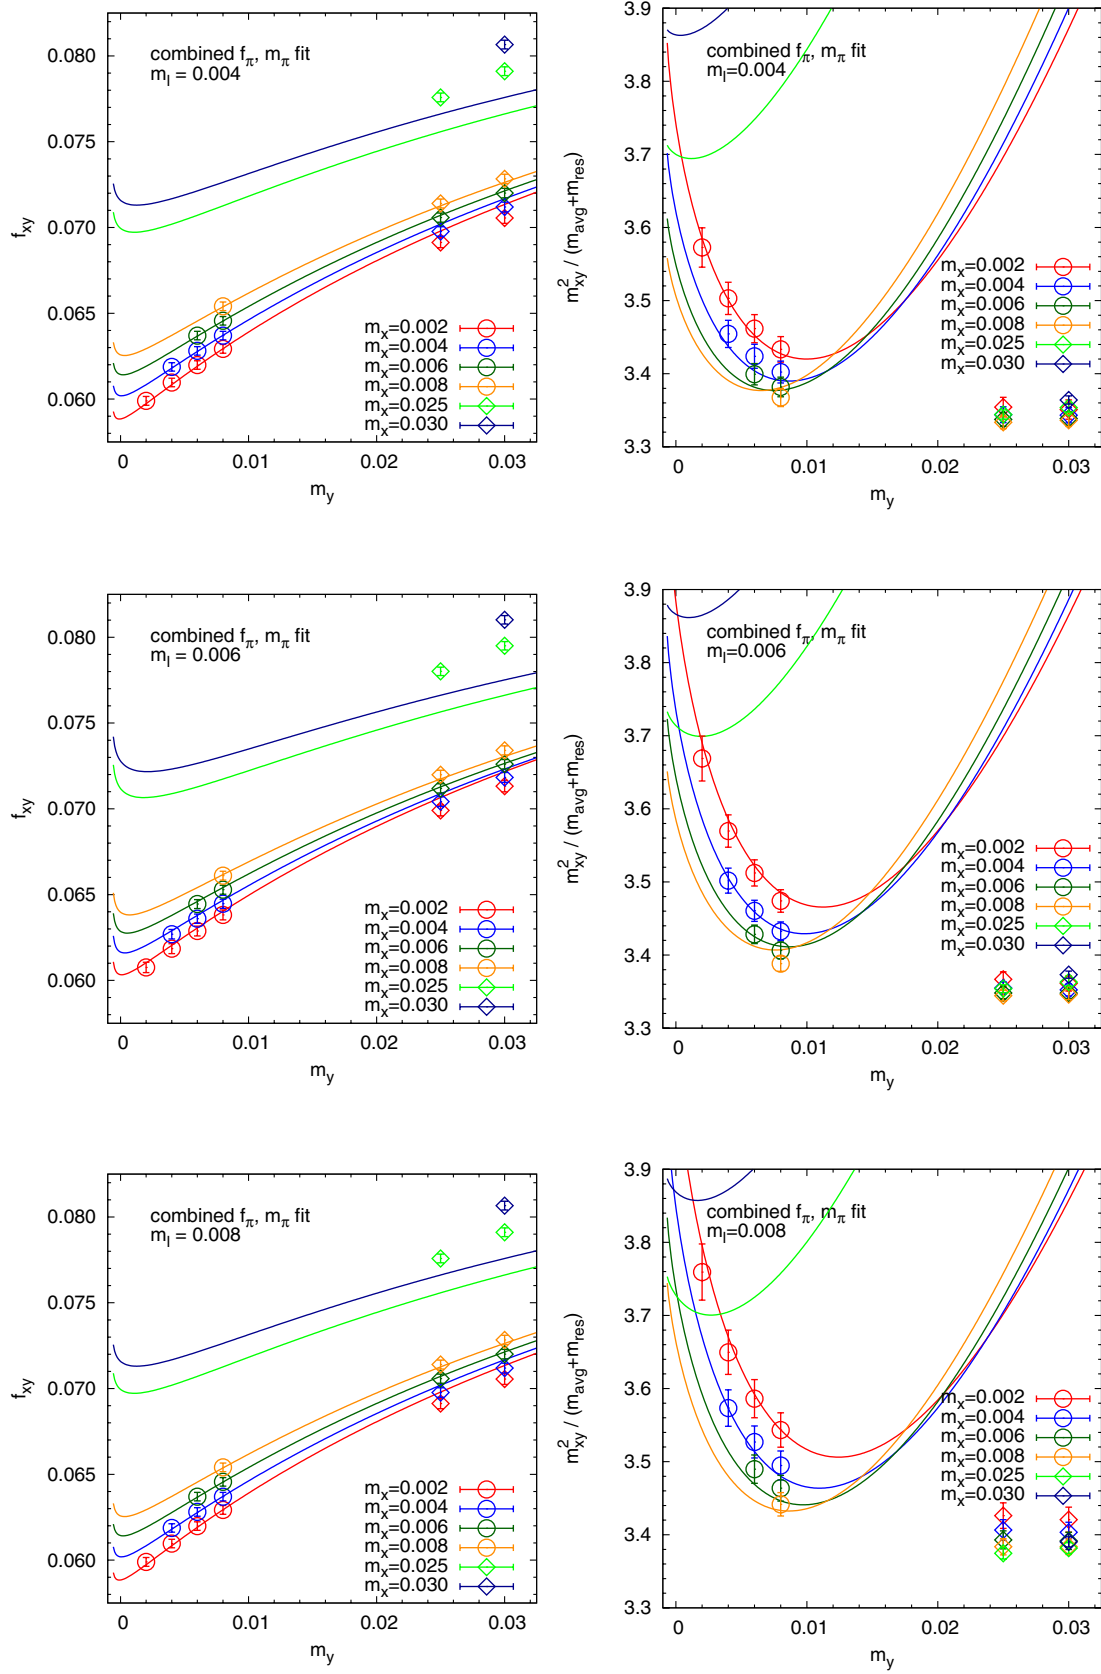 0.080
0.075
0.070
0.065
0.060
f_xy
combined f_π, m_π fit
m_l = 0.004
m_x=0.002
m_x=0.004
m_x=0.006
m_x=0.008
m_x=0.025
m_x=0.030
0 0.01 0.02 0.03
m_y
3.9
3.8
3.7
3.6
3.5
3.4
3.3
m²_xy / (m_avg+m_res)
combined f_π, m_π fit
m_l=0.004
m_x=0.002
m_x=0.004
m_x=0.006
m_x=0.008
m_x=0.025
m_x=0.030
0 0.01 0.02 0.03
m_y
0.080
0.075
0.070
0.065
0.060
f_xy
combined f_π, m_π fit
m_l = 0.006
m_x=0.002
m_x=0.004
m_x=0.006
m_x=0.008
m_x=0.025
m_x=0.030
0 0.01 0.02 0.03
m_y
3.9
3.8
3.7
3.6
3.5
3.4
3.3
m²_xy / (m_avg+m_res)
combined f_π, m_π fit
m_l=0.006
m_x=0.002
m_x=0.004
m_x=0.006
m_x=0.008
m_x=0.025
m_x=0.030
0 0.01 0.02 0.03
m_y
0.080
0.075
0.070
0.065
0.060
f_xy
combined f_π, m_π fit
m_l = 0.008
m_x=0.002
m_x=0.004
m_x=0.006
m_x=0.008
m_x=0.025
m_x=0.030
0 0.01 0.02 0.03
m_y
3.9
3.8
3.7
3.6
3.5
3.4
3.3
m²_xy / (m_avg+m_res)
combined f_π, m_π fit
m_l=0.008
m_x=0.002
m_x=0.004
m_x=0.006
m_x=0.008
m_x=0.025
m_x=0.030
0 0.01 0.02 0.03
m_y